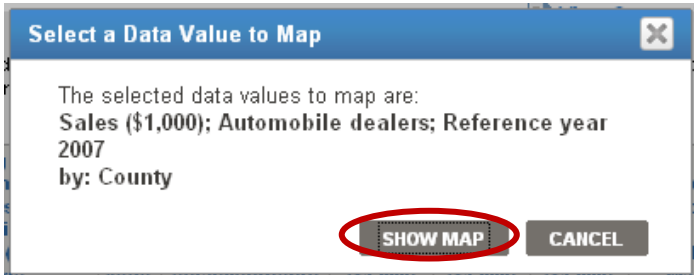 Select a Data Value to Map
The selected data values to map are:
Sales ($1,000); Automobile dealers; Reference year
2007
by: County
SHOW MAP CANCEL